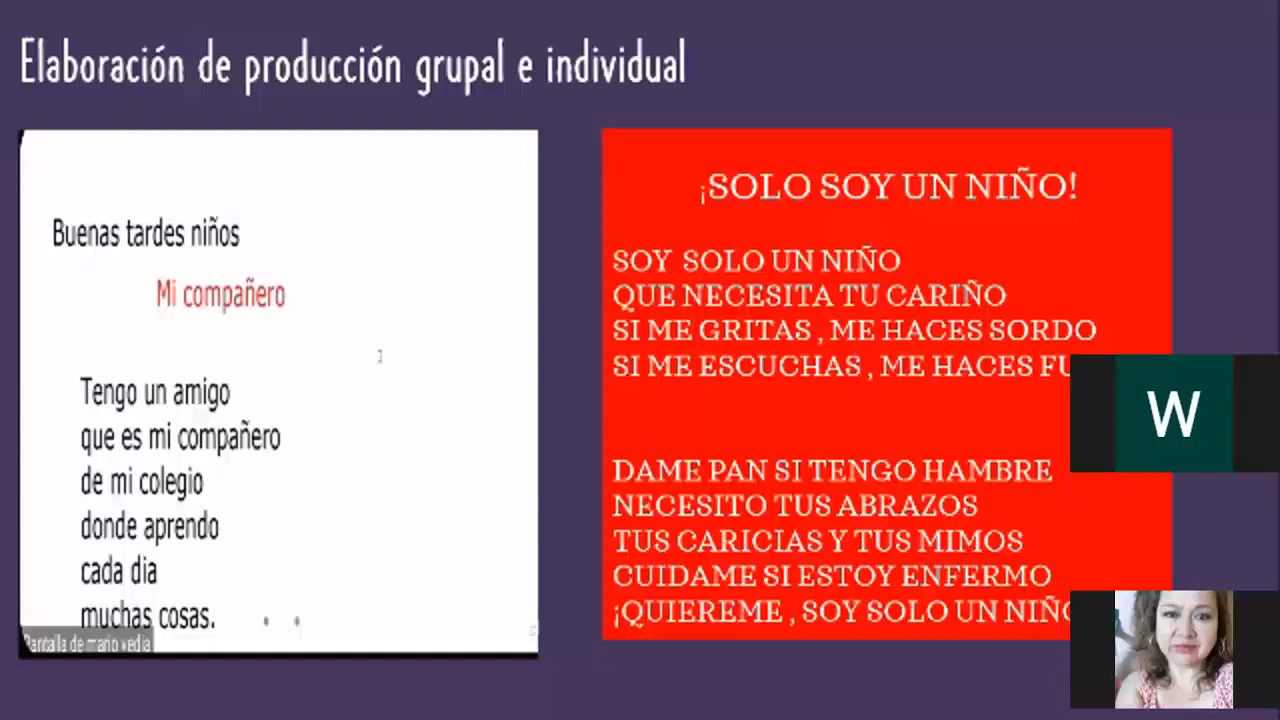 Elaboración de producción grupal e individual
Buenas tardes niños
Mi compañero
Tengo un amigo
que es mi compañero
de mi colegio
donde aprendo
cada dia
muchas cosas.
Pantalla de mario
¡SOLO SOY UN NIÑO!
SOY SOLO UN NIÑO
QUE NECESITA TU CARIÑO
SI ME GRITAS , ME HACES SORDO
SI ME ESCUCHAS , ME HACES
DAME PAN SI TENGO HAMBRE
NECESITO TUS ABRAZOS
TUS CARICIAS Y TUS MIMOS
CUIDAME SI ESTOY ENFERMO
¡QUIEREME , SOY SOLO UN NIÑO
W